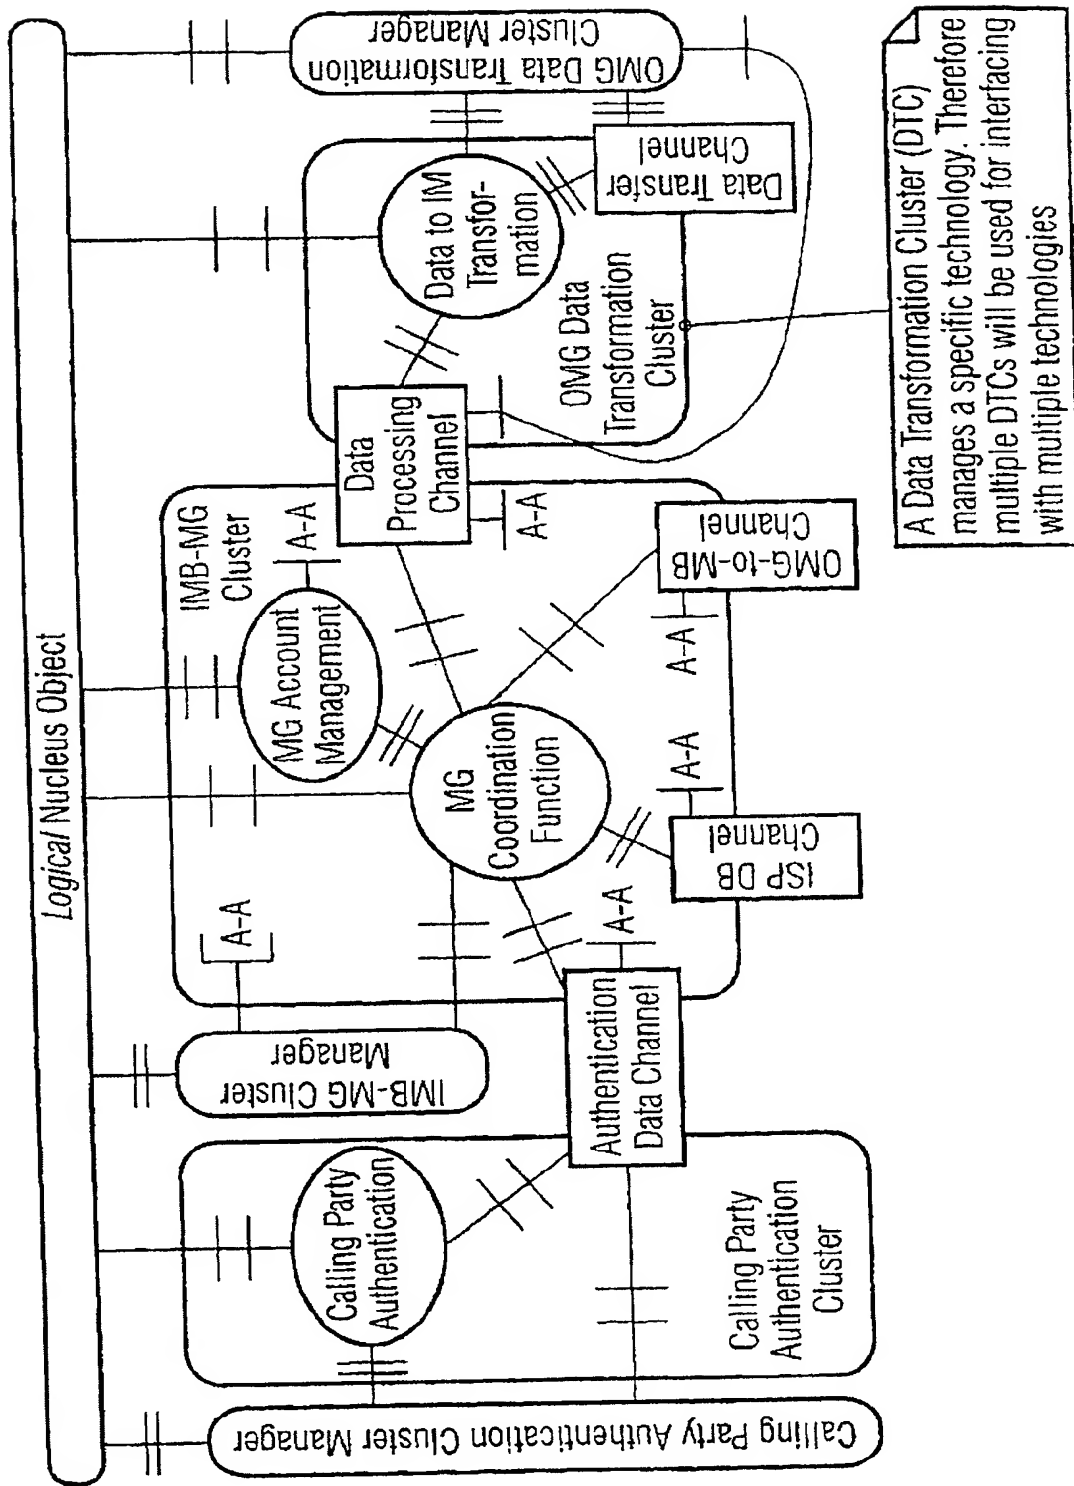 Logical Nucleus Object
Calling Party Authentication Cluster Manager
Calling Party
Authentication
Calling Party
Authentication
Cluster
IMB-MG Cluster
Manager
A-A
Authentication
Data Channel
A-A
MG
Coordination
Function
MG Account
Management
IMB-MG
Cluster
A-A
ISP DB
Channel
A-A
OMG-to-MB
Channel
A-A
Data
Processing
Channel
A-A
Data to IM
Transfor-
mation
OMG Data
Transformation
Cluster
Data Transfer
Channel
OMG Data Transformation
Cluster Manager
A Data Transformation Cluster (DTC)
manages a specific technology. Therefore
multiple DTCs will be used for interfacing
with multiple technologies